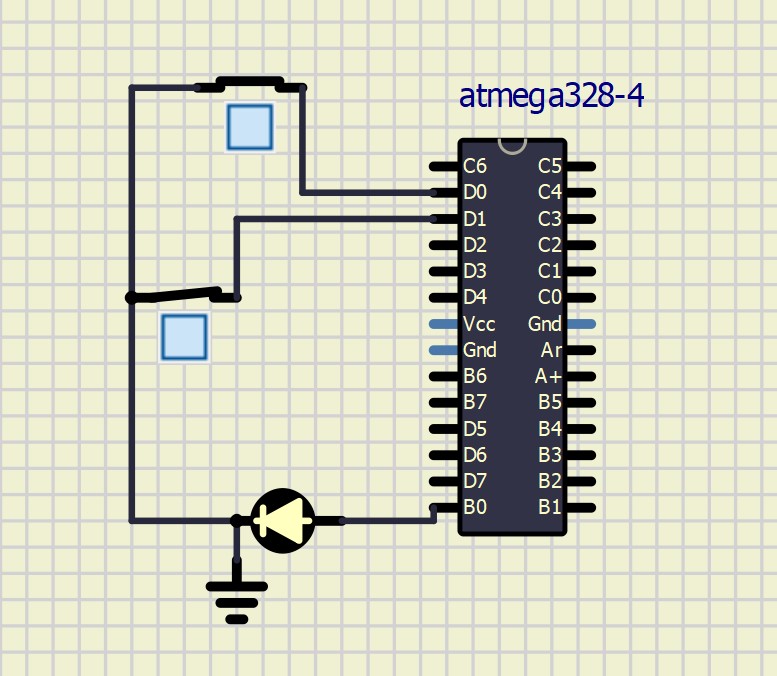 atmega328-4
C6 C5
D0 C4
D1 C3
D2 C2
D3 C1
D4 C0
Vcc Gnd
Gnd Ar
B6 A+
B7 B5
D5 B4
D6 B3
D7 B2
B0 B1